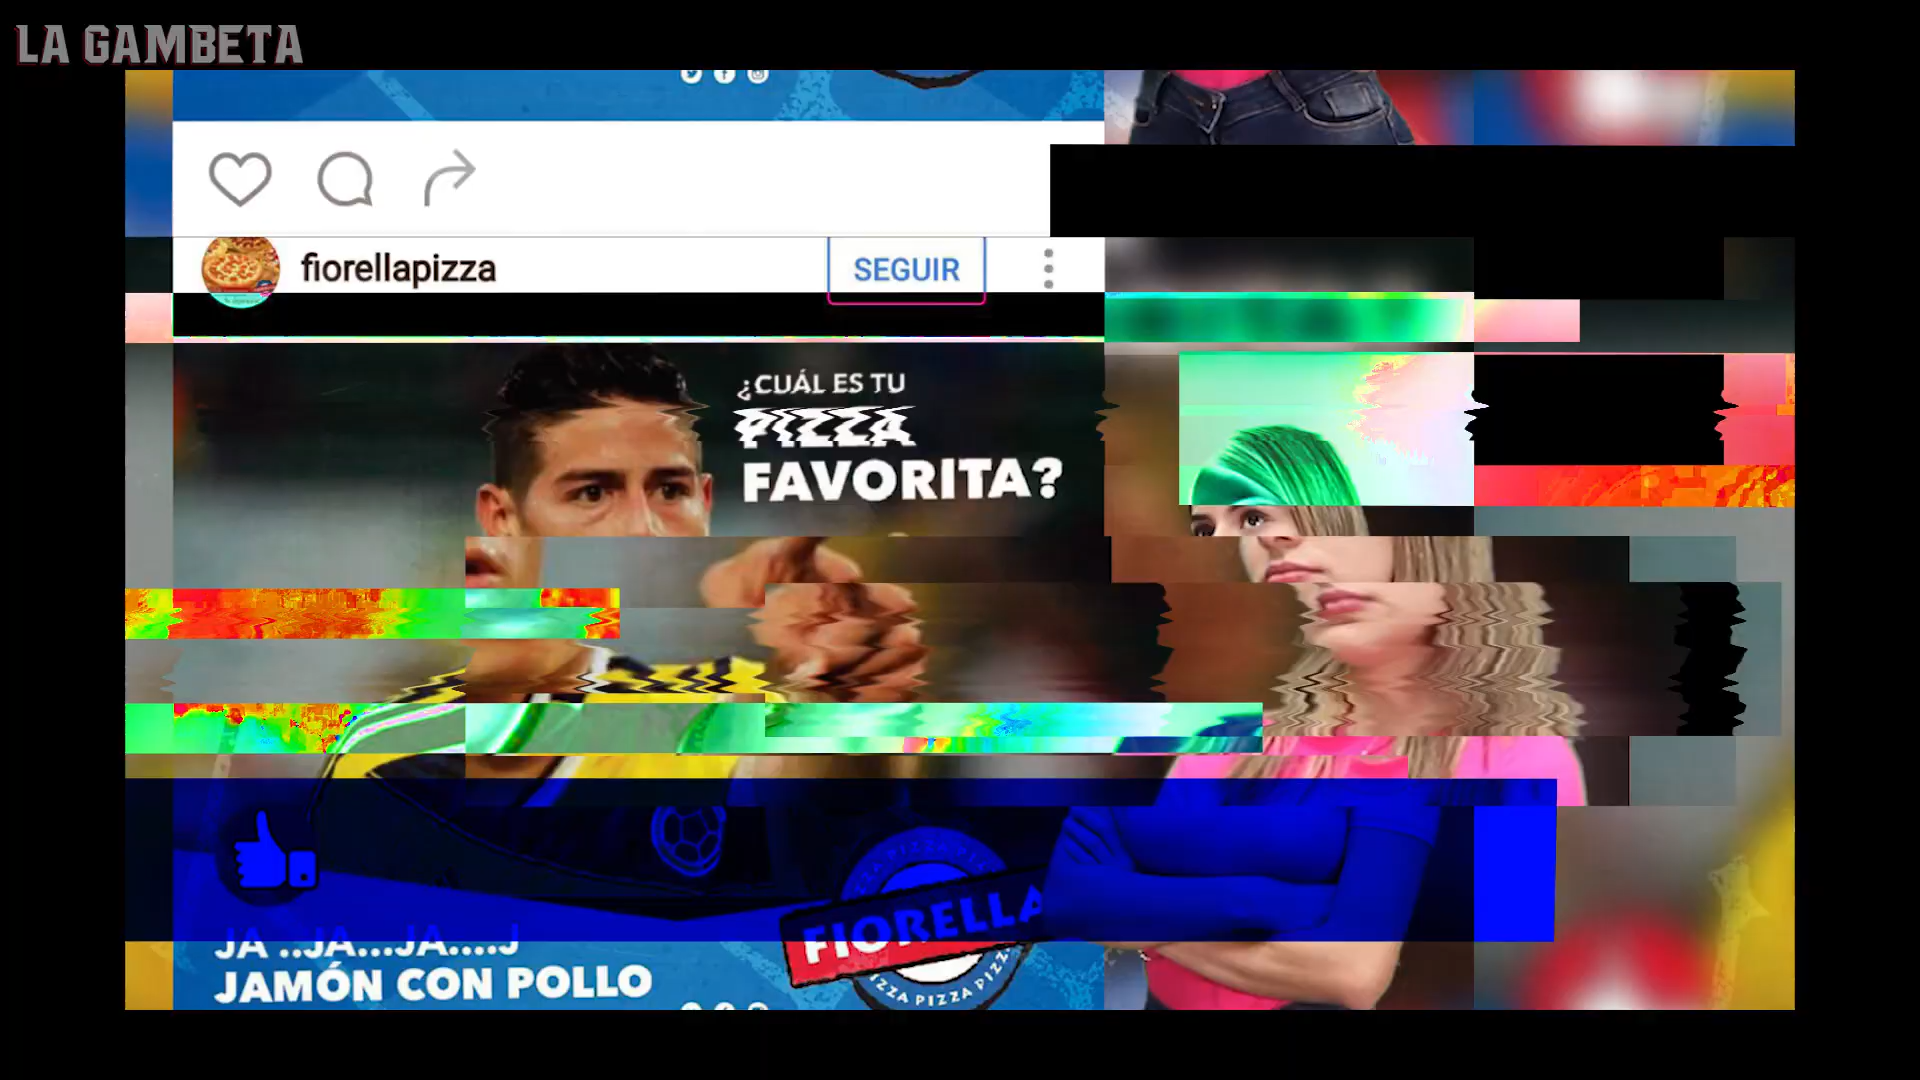 LA GAMBETA
fiorellapizza
SEGUIR
¿CUÁL ES TU
PIZZA
FAVORITA?
JA ..JA...JA....J
JAMÓN CON POLLO
FIORELLA
PIZZA PIZZA